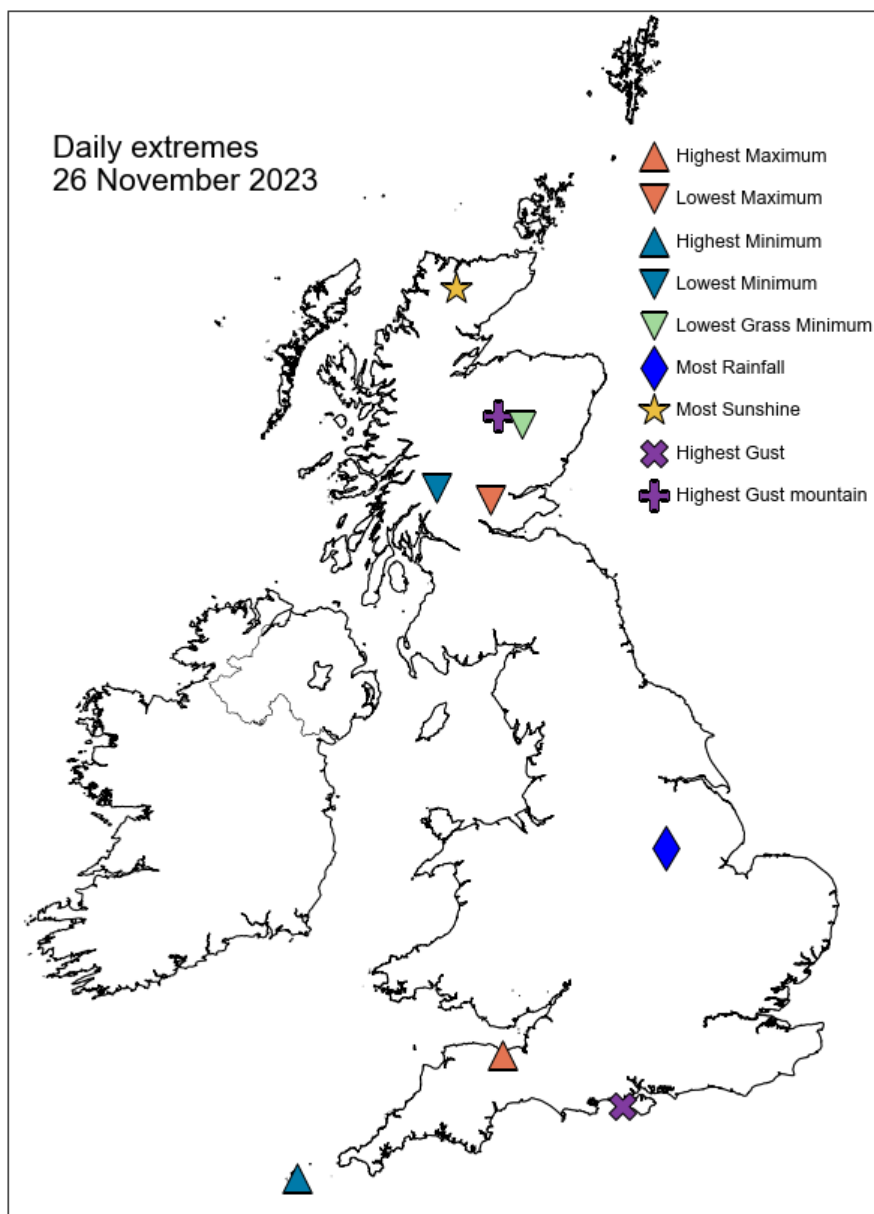 Daily extremes
26 November 2023
Highest Maximum
Lowest Maximum
Highest Minimum
Lowest Minimum
Lowest Grass Minimum
Most Rainfall
Most Sunshine
Highest Gust
Highest Gust mountain